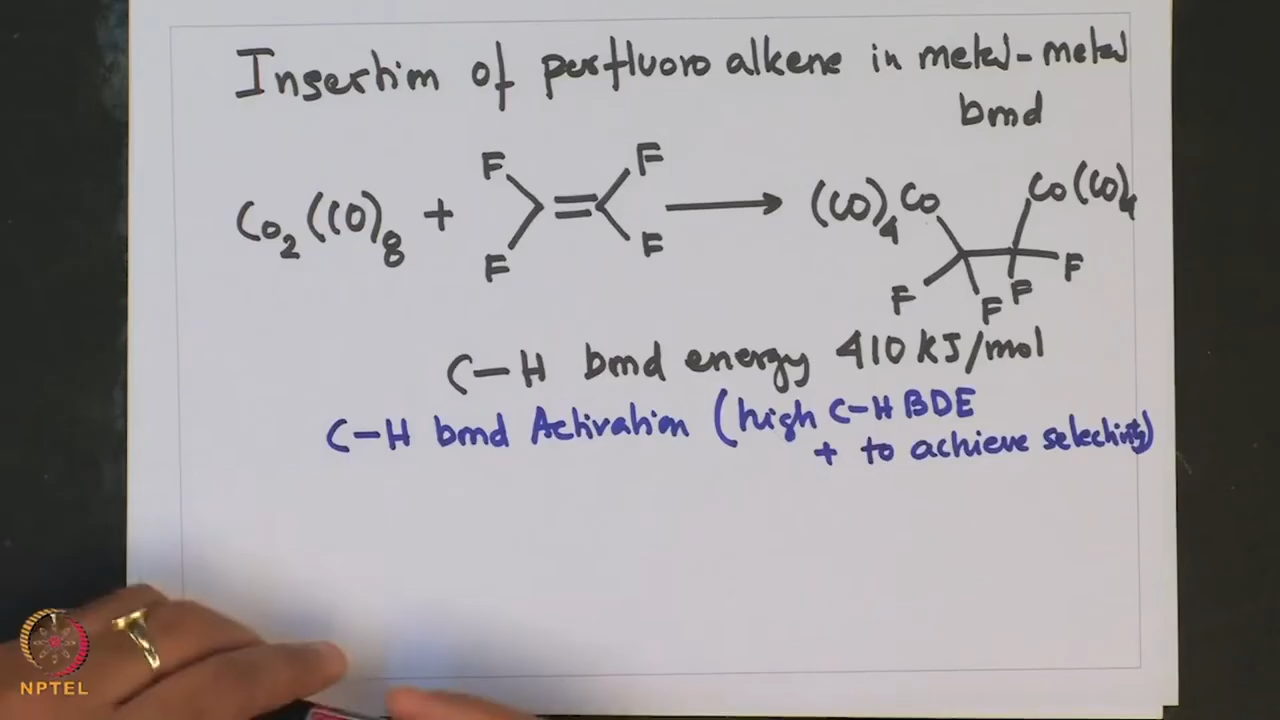 Insertion of perfluoro alkene in metal-metal
bond
Co2(CO)8 + F F F F → (CO)4Co Co(CO)4 F F F F
C-H bond energy 410 KJ/mol
C-H bond Activation (high C-H BDE
+ to achieve selectivity)
NPTEL